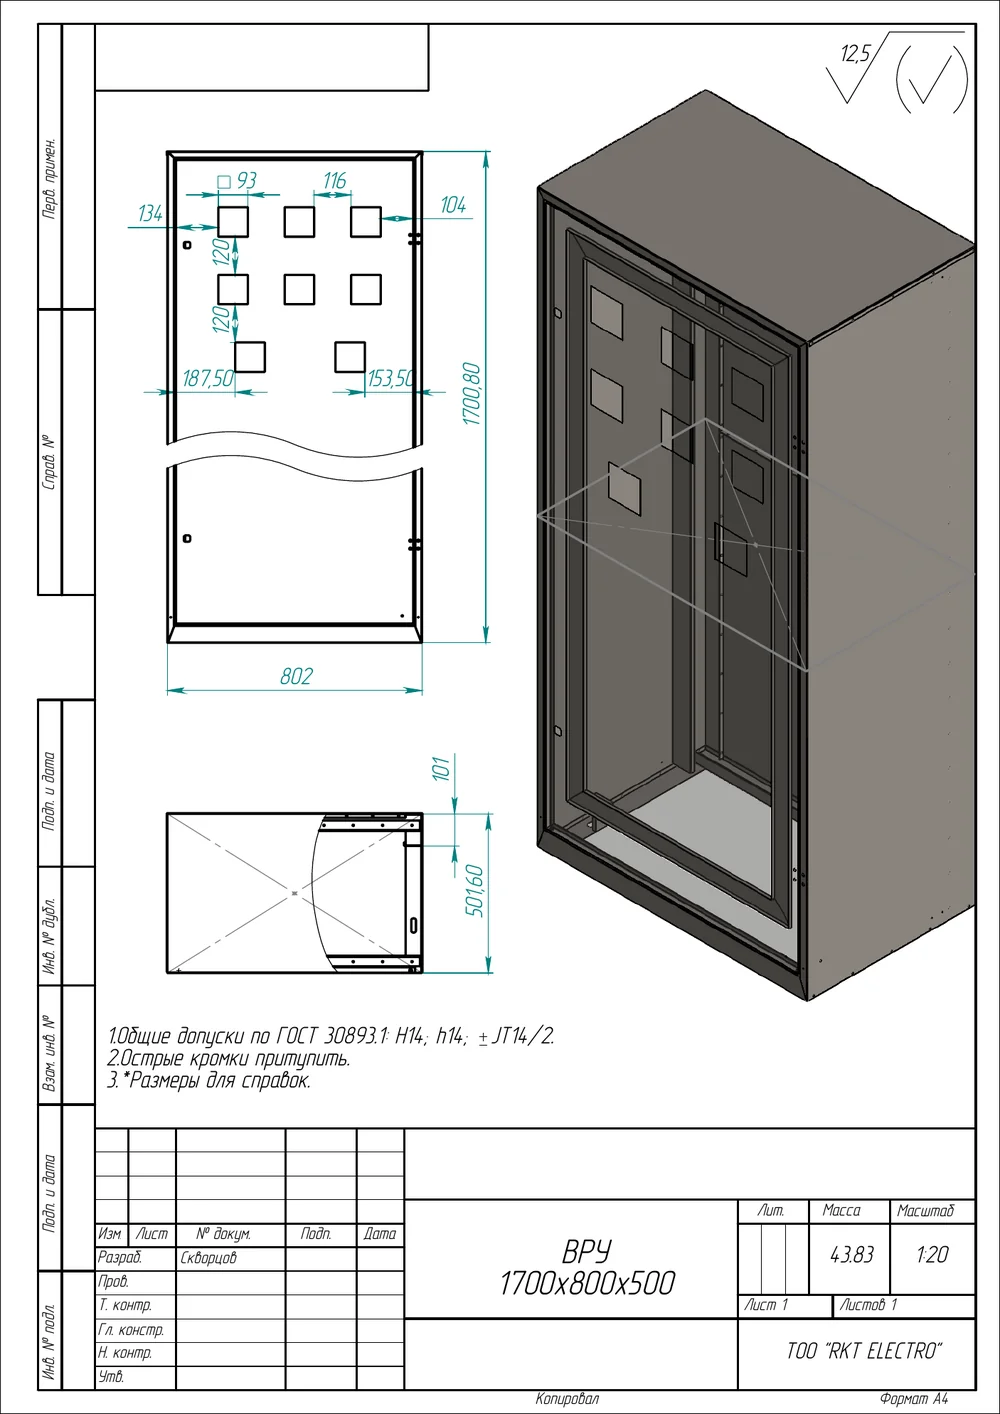 12,5
Перв. примен.
Справ. №
Подп. и дата
Инв. № дубл.
Взам. инв. №
Подп. и дата
Инв. № подл.
□ 93
116
134
104
120
120
187,50
153,50
1700,80
802
101
501,60
1.Общие допуски по ГОСТ 30893.1: H14; h14; ±JT14/2.
2.Острые кромки притупить.
3.*Размеры для справок.
Изм Лист № докум. Подп. Дата
Разраб. Скворцов
Пров.
Т. контр.
Гл. констр.
Н. контр.
Утв.
ВРУ
1700x800x500
Лит. Масса Масштаб
43.83 1:20
Лист 1 Листов 1
ТОО "RKT ELECTRO"
Копировал Формат А4